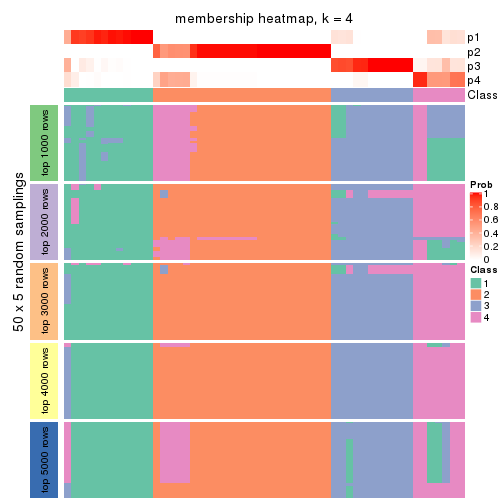 membership heatmap, k = 4
p1
p2
p3
p4
Class
50 x 5 random samplings
top 1000 rows
top 2000 rows
top 3000 rows
top 4000 rows
top 5000 rows
Prob
1
0.8
0.6
0.4
0.2
0
Class
1
2
3
4